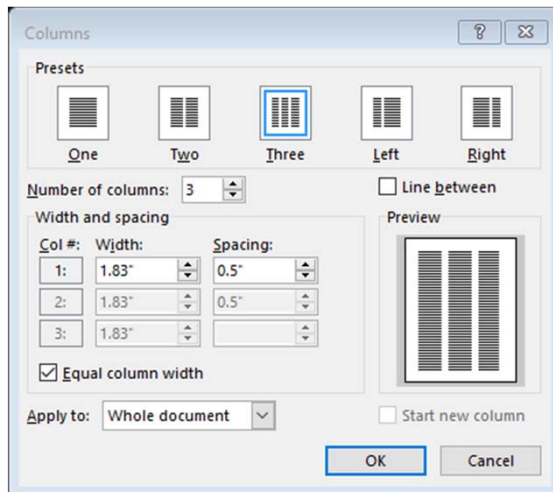 Columns
Presets
One Two Three Left Right
Number of columns: 3 Line between
Width and spacing Preview
Col #: Width: Spacing:
1: 1.83" 0.5"
2: 1.83" 0.5"
3: 1.83"
Equal column width
Apply to: Whole document Start new column
OK Cancel